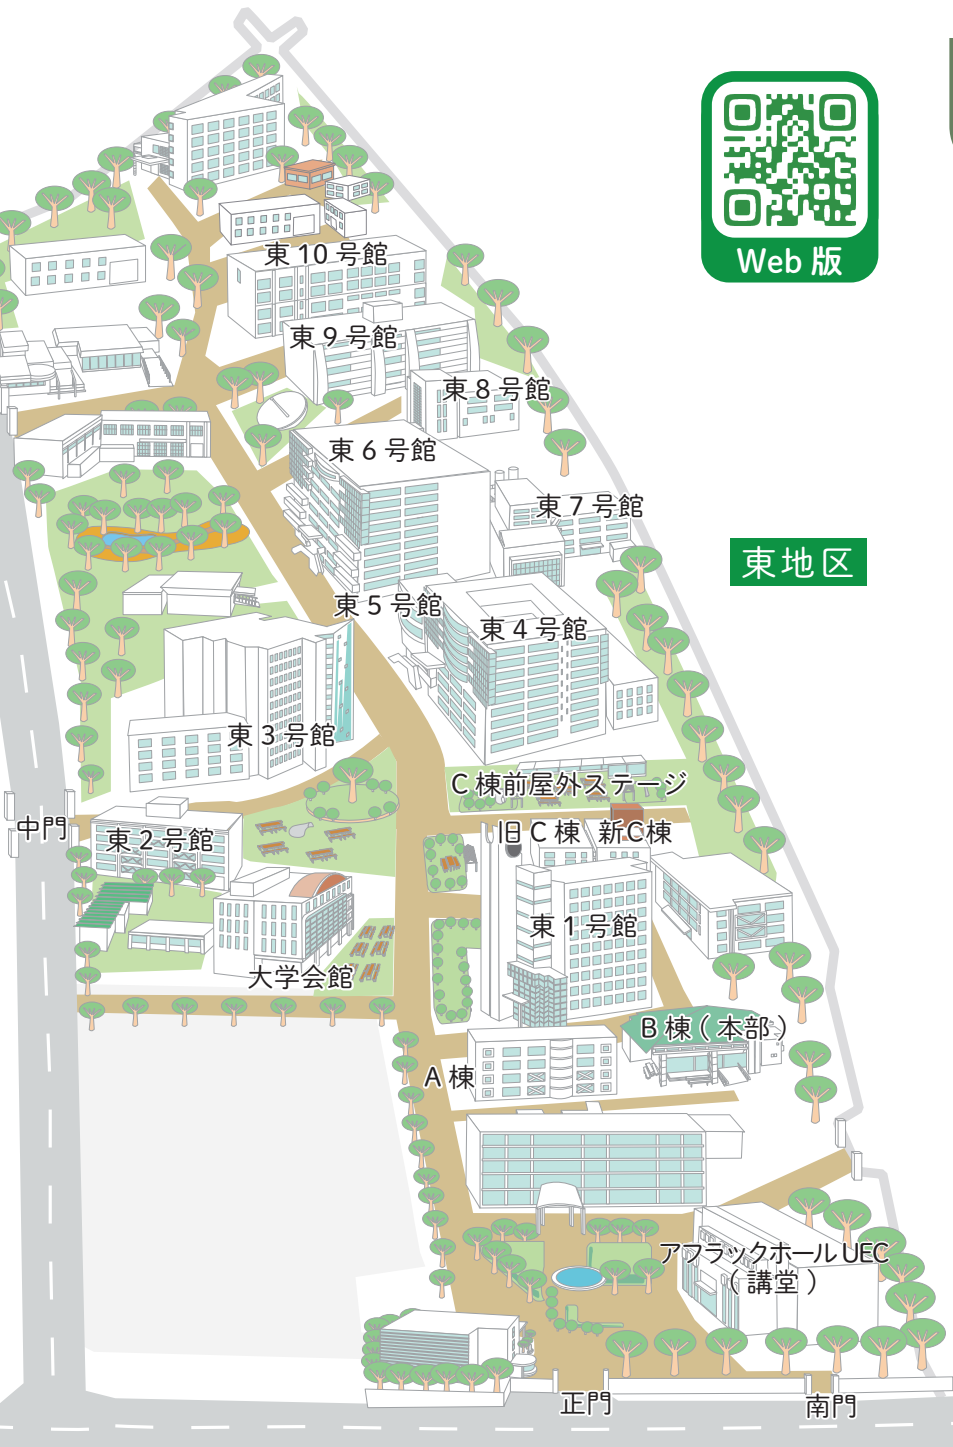 Web 版
東 10 号館
東 9 号館
東 8 号館
東 6 号館
東 7 号館
東地区
東 5 号館
東 4 号館
東 3 号館
C 棟前屋外ステージ
中門
東 2 号館
旧 C 棟 新C棟
東 1 号館
大学会館
B 棟（本部）
A 棟
アフラックホールUEC
（講堂）
正門
南門